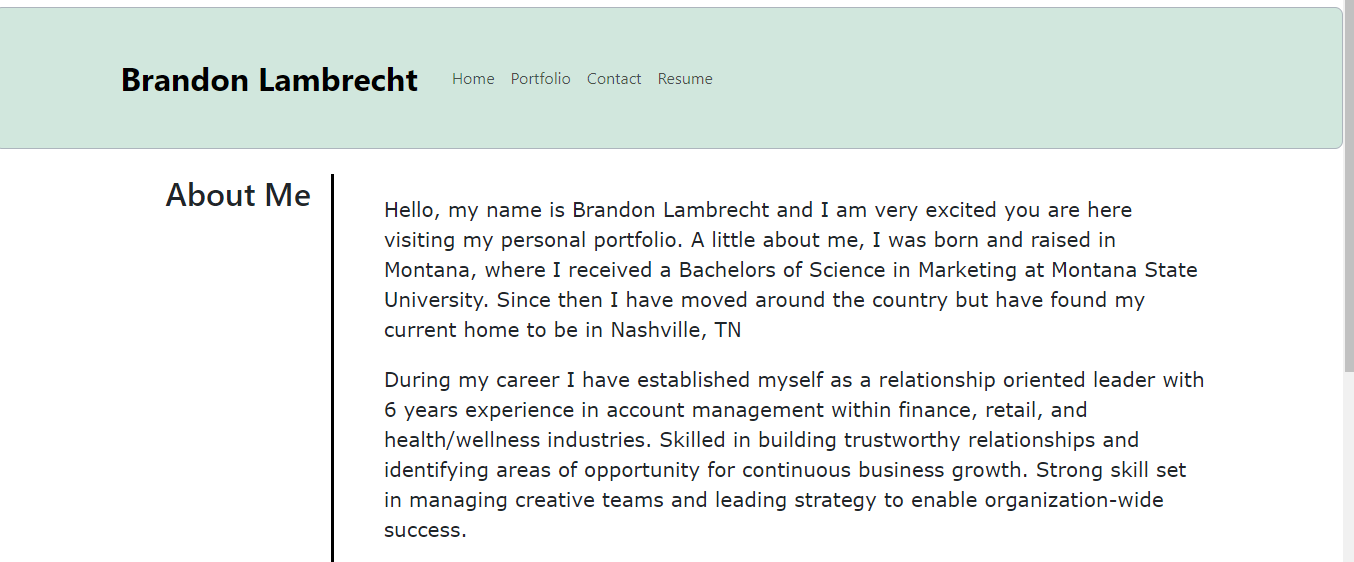 Brandon Lambrecht Home Portfolio Contact Resume
About Me
Hello, my name is Brandon Lambrecht and I am very excited you are here
visiting my personal portfolio. A little about me, I was born and raised in
Montana, where I received a Bachelors of Science in Marketing at Montana State
University. Since then I have moved around the country but have found my
current home to be in Nashville, TN
During my career I have established myself as a relationship oriented leader with
6 years experience in account management within finance, retail, and
health/wellness industries. Skilled in building trustworthy relationships and
identifying areas of opportunity for continuous business growth. Strong skill set
in managing creative teams and leading strategy to enable organization-wide
success.